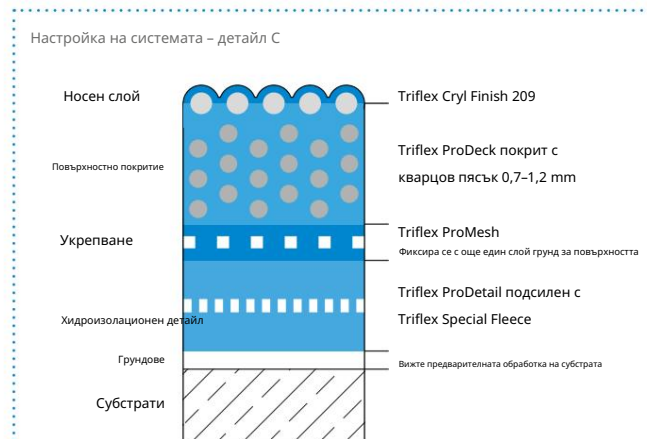 Настройка на системата – детайл C
Носен слой
Triflex Cryl Finish 209
Повърхностно покритие
Triflex ProDeck покрит с
кварцов пясък 0,7–1,2 mm
Укрепване
Triflex ProMesh
Фиксира се с още един слой грунд за повърхността
Хидроизолационен детайл
Triflex ProDetail подсилен с
Triflex Special Fleece
Грундове
Вижте предварителната обработка на субстрата
Субстрати